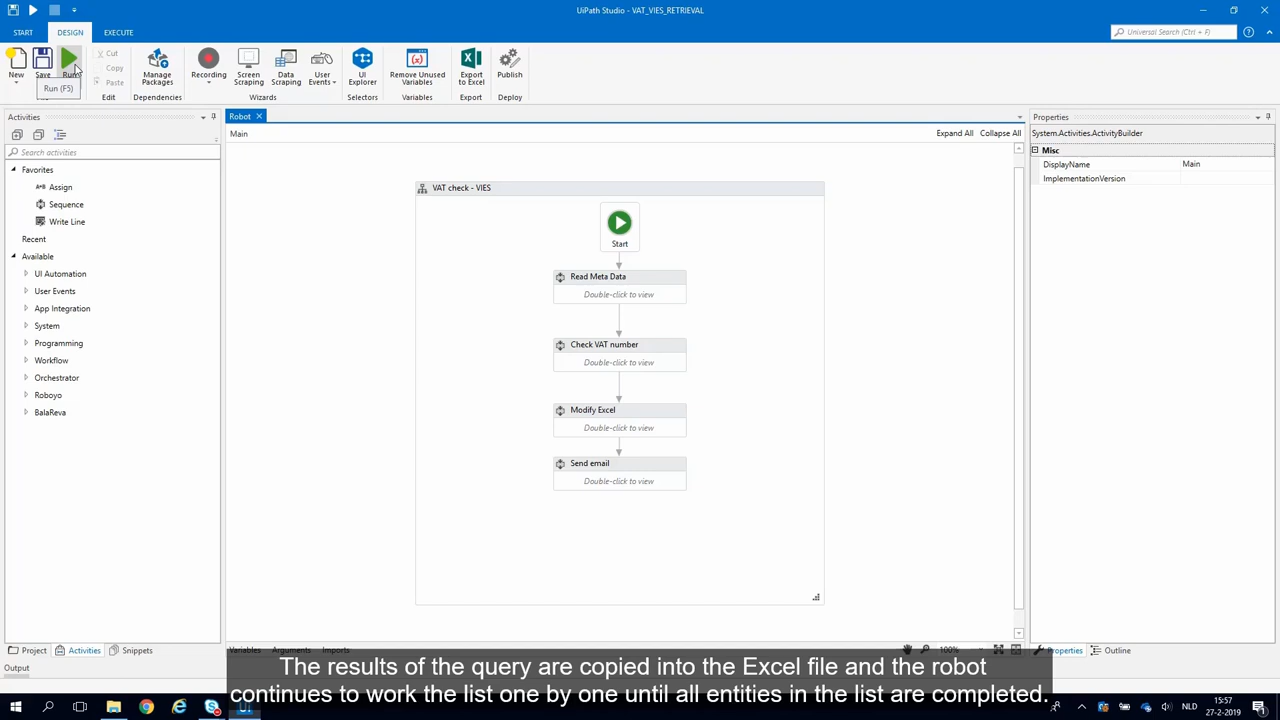 UiPath Studio - VAT_VIES_RETRIEVAL
START
DESIGN
EXECUTE
Universal Search (Ctrl + F)
New
Save
Run
Cut
Copy
Paste
Manage Packages
Recording
Screen Scraping
Data Scraping
User Events
UI Explorer
Remove Unused Variables
Export to Excel
Publish
Run (F5)
Edit
Dependencies
Wizards
Selectors
Variables
Export
Deploy
Activities
Search activities
Favorites
Assign
Sequence
Write Line
Recent
Available
UI Automation
User Events
App Integration
System
Programming
Workflow
Orchestrator
Roboyo
BalaReva
Project
Activities
Snippets
Output
Robot
Main
Expand All
Collapse All
VAT check - VIES
Start
Read Meta Data
Double-click to view
Check VAT number
Double-click to view
Modify Excel
Double-click to view
Send email
Double-click to view
Variables
Arguments
Imports
100%
Properties
System.Activities.ActivityBuilder
Misc
DisplayName
Main
ImplementationVersion
Properties
Outline
The results of the query are copied into the Excel file and the robot
continues to work the list one by one until all entities in the list are completed.
NLD
15:57
27-2-2019